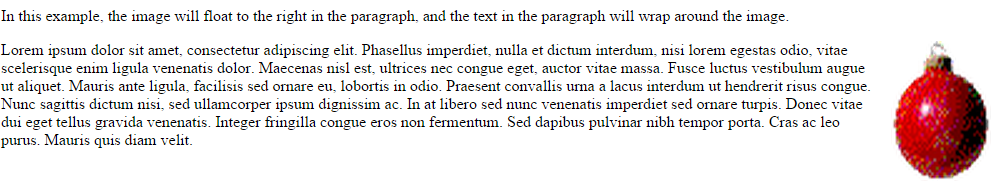 In this example, the image will float to the right in the paragraph, and the text in the paragraph will wrap around the image.
Lorem ipsum dolor sit amet, consectetur adipiscing elit. Phasellus imperdiet, nulla et dictum interdum, nisi lorem egestas odio, vitae
scelerisque enim ligula venenatis dolor. Maecenas nisl est, ultrices nec congue eget, auctor vitae massa. Fusce luctus vestibulum augue
ut aliquet. Mauris ante ligula, facilisis sed ornare eu, lobortis in odio. Praesent convallis urna a lacus interdum ut hendrerit risus congue.
Nunc sagittis dictum nisi, sed ullamcorper ipsum dignissim ac. In at libero sed nunc venenatis imperdiet sed ornare turpis. Donec vitae
dui eget tellus gravida venenatis. Integer fringilla congue eros non fermentum. Sed dapibus pulvinar nibh tempor porta. Cras ac leo
purus. Mauris quis diam velit.